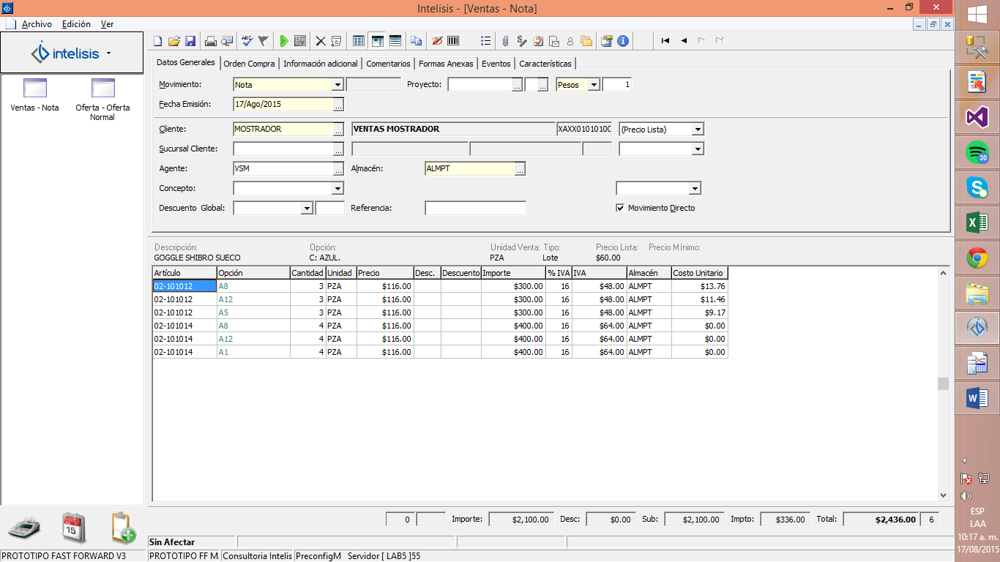 Intelisis - [Ventas - Nota]
Archivo Edición Ver
intelisis
Ventas - Nota
Oferta - Oferta Normal
Datos Generales Orden Compra Información adicional Comentarios Formas Anexas Eventos Características
Movimiento: Nota Proyecto: Pesos 1
Fecha Emisión: 17/Ago/2015
Cliente: MOSTRADOR VENTAS MOSTRADOR XAXX01010100 (Precio Lista)
Sucursal Cliente:
Agente: VSM Almacén: ALMPT
Concepto:
Descuento Global: Referencia: Movimiento Directo
Descripción: Opción: Unidad Venta: Tipo: Precio Lista: Precio Mínimo:
GOGGLE SHIBRO SUECO C: AZUL. PZA Lote $60.00
Artículo Opción Cantidad Unidad Precio Desc. Descuento Importe % IVA IVA Almacén Costo Unitario
02-101012 A8 3 PZA $116.00 $300.00 16 $48.00 ALMPT $13.76
02-101012 A12 3 PZA $116.00 $300.00 16 $48.00 ALMPT $11.46
02-101012 A5 3 PZA $116.00 $300.00 16 $48.00 ALMPT $9.17
02-101014 A8 4 PZA $116.00 $400.00 16 $64.00 ALMPT $0.00
02-101014 A12 4 PZA $116.00 $400.00 16 $64.00 ALMPT $0.00
02-101014 A1 4 PZA $116.00 $400.00 16 $64.00 ALMPT $0.00
0 Importe: $2,100.00 Desc: $0.00 Sub: $2,100.00 Impto: $336.00 Total: $2,436.00 6
Sin Afectar
PROTOTIPO FAST FORWARD V3 PROTOTIPO FF M Consultoria Intelis PreconfigM Servidor [ LAB5 ]55
15
30
ESP
LAA
10:17 a. m.
17/08/2015